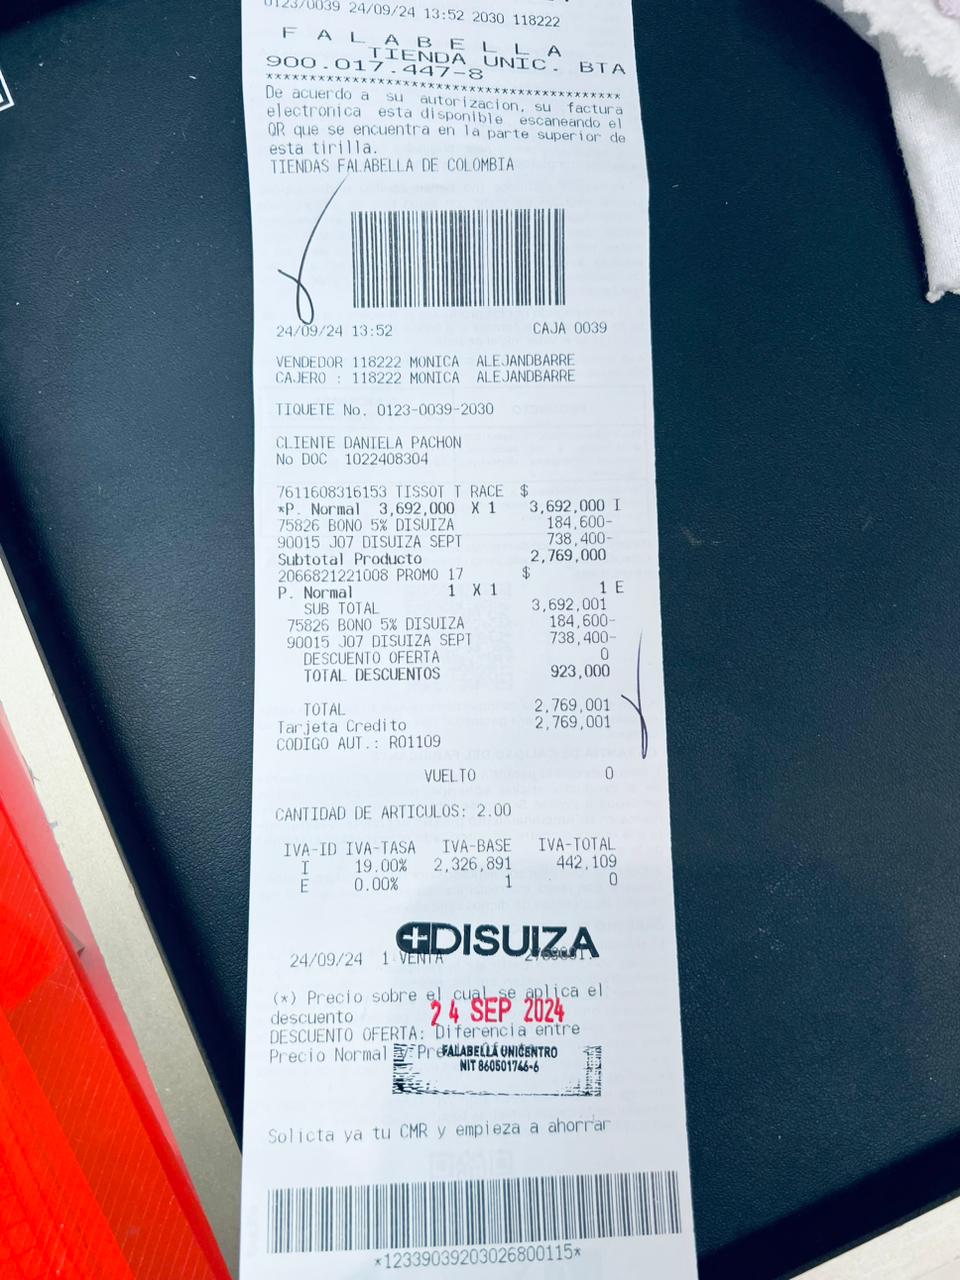 0123/0039 24/09/24 13:52 2030 118222
F A L A B E L L A
TIENDA UNIC. BTA
900.017.447-8
****************************************
De acuerdo a su autorizacion, su factura
electronica esta disponible escaneando el
QR que se encuentra en la parte superior de
esta tirilla.
TIENDAS FALABELLA DE COLOMBIA
24/09/24 13:52 CAJA 0039
VENDEDOR 118222 MONICA ALEJANDBARRE
CAJERO : 118222 MONICA ALEJANDBARRE
TIQUETE No. 0123-0039-2030
CLIENTE DANIELA PACHON
No DOC 1022408304
7611608316153 TISSOT T RACE $
*P. Normal 3,692,000 X 1 3,692,000 I
75826 BONO 5% DISUIZA 184,600-
90015 J07 DISUIZA SEPT 738,400-
Subtotal Producto 2,769,000
2066821221008 PROMO 17 $
P. Normal 1 X 1 1 E
SUB TOTAL 3,692,001
75826 BONO 5% DISUIZA 184,600-
90015 J07 DISUIZA SEPT 738,400-
DESCUENTO OFERTA 0
TOTAL DESCUENTOS 923,000
TOTAL 2,769,001
Tarjeta Credito 2,769,001
CODIGO AUT.: R01109
VUELTO 0
CANTIDAD DE ARTICULOS: 2.00
IVA-ID IVA-TASA IVA-BASE IVA-TOTAL
I 19.00% 2,326,891 442,109
E 0.00% 1 0
DISUIZA
24/09/24 1 VENTA
(*) Precio sobre el cual se aplica el
descuento
24 SEP 2024
DESCUENTO OFERTA: Diferencia entre
Precio Normal y Pre
FALABELLA UNICENTRO
NIT 860501746-6
Solicta ya tu CMR y empieza a ahorrar
*12339039203026800115*